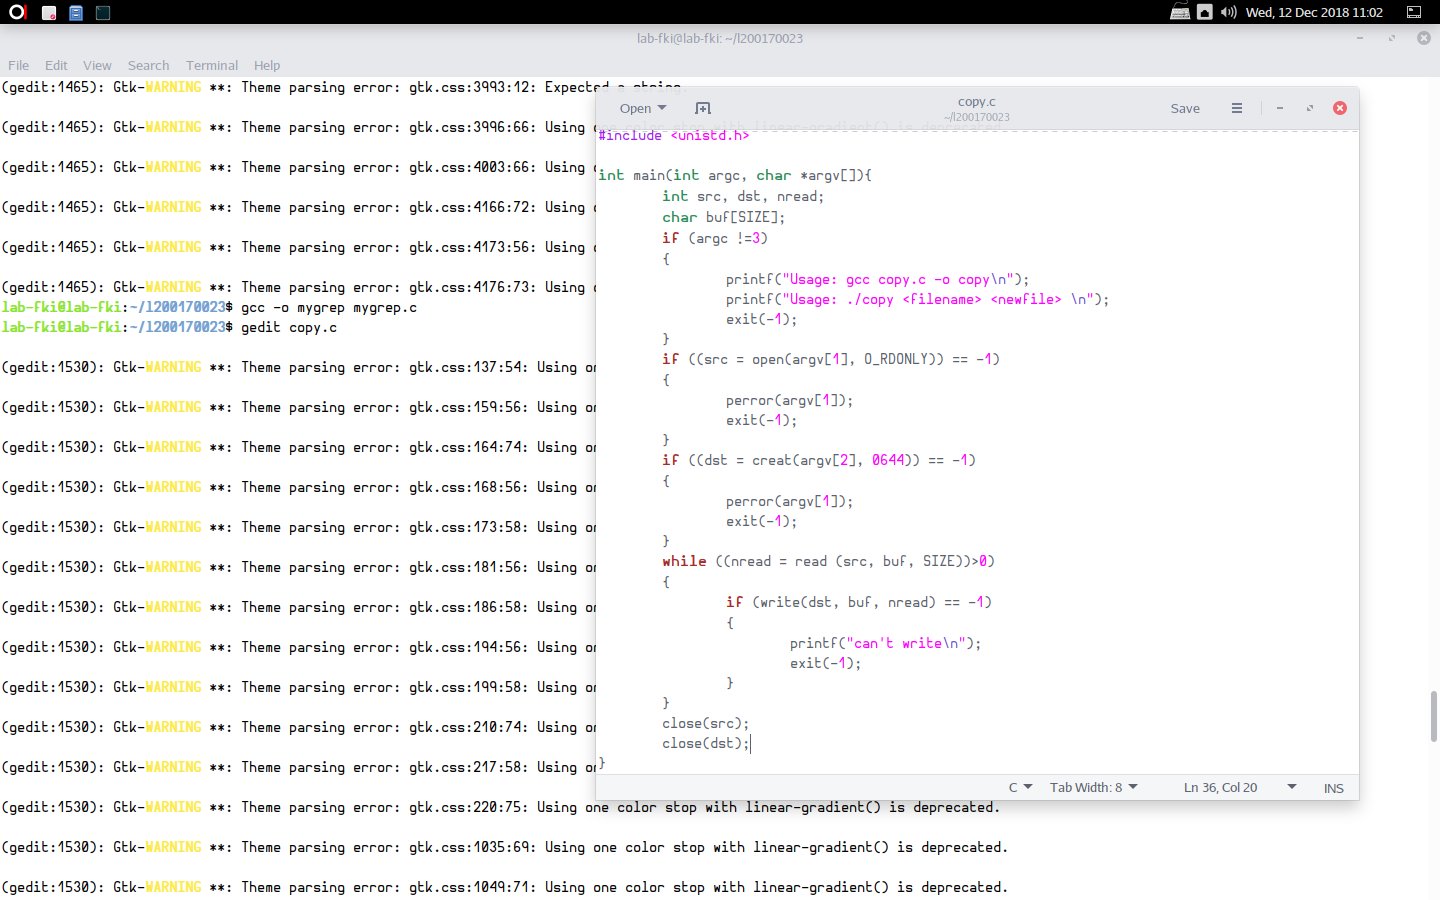 Wed, 12 Dec 2018 11:02
lab-fki@lab-fki: ~/l200170023
File Edit View Search Terminal Help
(gedit:1465): Gtk-WARNING **: Theme parsing error: gtk.css:3993:12: Expected a string.
(gedit:1465): Gtk-WARNING **: Theme parsing error: gtk.css:3996:66: Using one color stop with linear-gradient() is deprecated.
(gedit:1465): Gtk-WARNING **: Theme parsing error: gtk.css:4003:66: Using
(gedit:1465): Gtk-WARNING **: Theme parsing error: gtk.css:4166:72: Using
(gedit:1465): Gtk-WARNING **: Theme parsing error: gtk.css:4173:56: Using
(gedit:1465): Gtk-WARNING **: Theme parsing error: gtk.css:4176:73: Using
lab-fki@lab-fki:~/l200170023$ gcc -o mygrep mygrep.c
lab-fki@lab-fki:~/l200170023$ gedit copy.c
(gedit:1530): Gtk-WARNING **: Theme parsing error: gtk.css:137:54: Using
(gedit:1530): Gtk-WARNING **: Theme parsing error: gtk.css:159:56: Using
(gedit:1530): Gtk-WARNING **: Theme parsing error: gtk.css:164:74: Using
(gedit:1530): Gtk-WARNING **: Theme parsing error: gtk.css:168:56: Using
(gedit:1530): Gtk-WARNING **: Theme parsing error: gtk.css:173:58: Using
(gedit:1530): Gtk-WARNING **: Theme parsing error: gtk.css:181:56: Using
(gedit:1530): Gtk-WARNING **: Theme parsing error: gtk.css:186:58: Using
(gedit:1530): Gtk-WARNING **: Theme parsing error: gtk.css:194:56: Using
(gedit:1530): Gtk-WARNING **: Theme parsing error: gtk.css:199:58: Using
(gedit:1530): Gtk-WARNING **: Theme parsing error: gtk.css:210:74: Using
(gedit:1530): Gtk-WARNING **: Theme parsing error: gtk.css:217:58: Using
(gedit:1530): Gtk-WARNING **: Theme parsing error: gtk.css:220:75: Using one color stop with linear-gradient() is deprecated.
(gedit:1530): Gtk-WARNING **: Theme parsing error: gtk.css:1035:69: Using one color stop with linear-gradient() is deprecated.
(gedit:1530): Gtk-WARNING **: Theme parsing error: gtk.css:1049:71: Using one color stop with linear-gradient() is deprecated.
Open copy.c Save
~/l200170023
#include <unistd.h>
int main(int argc, char *argv[]){
int src, dst, nread;
char buf[SIZE];
if (argc !=3)
{
printf("Usage: gcc copy.c -o copy\n");
printf("Usage: ./copy <filename> <newfile> \n");
exit(-1);
}
if ((src = open(argv[1], O_RDONLY)) == -1)
{
perror(argv[1]);
exit(-1);
}
if ((dst = creat(argv[2], 0644)) == -1)
{
perror(argv[1]);
exit(-1);
}
while ((nread = read (src, buf, SIZE))>0)
{
if (write(dst, buf, nread) == -1)
{
printf("can't write\n");
exit(-1);
}
}
close(src);
close(dst);
}
C Tab Width: 8 Ln 36, Col 20 INS